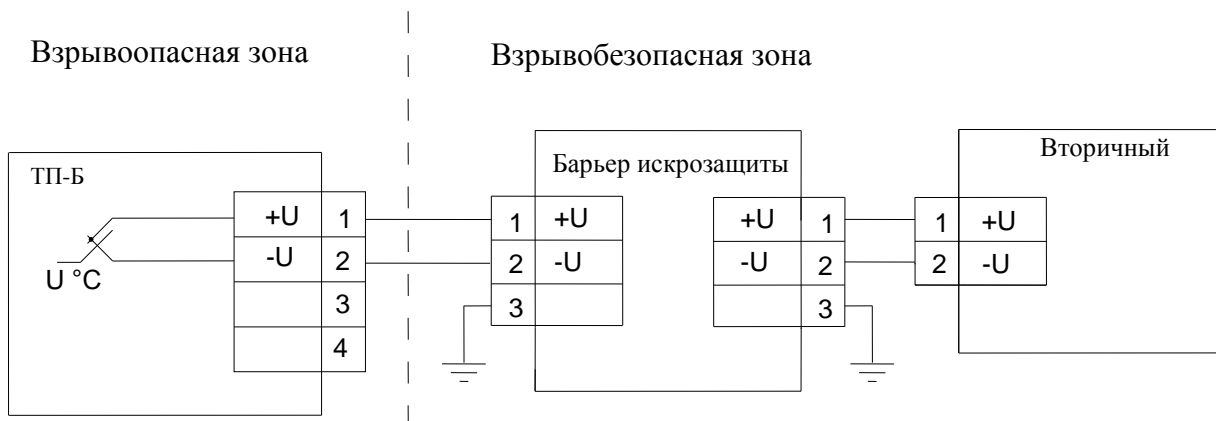 Взрывоопасная зона
Взрывобезопасная зона
ТП-Б
U °C
+U 1
-U 2
3
4
Барьер искрозащиты
1 +U
2 -U
3
+U 1
-U 2
3
Вторичный
1 +U
2 -U